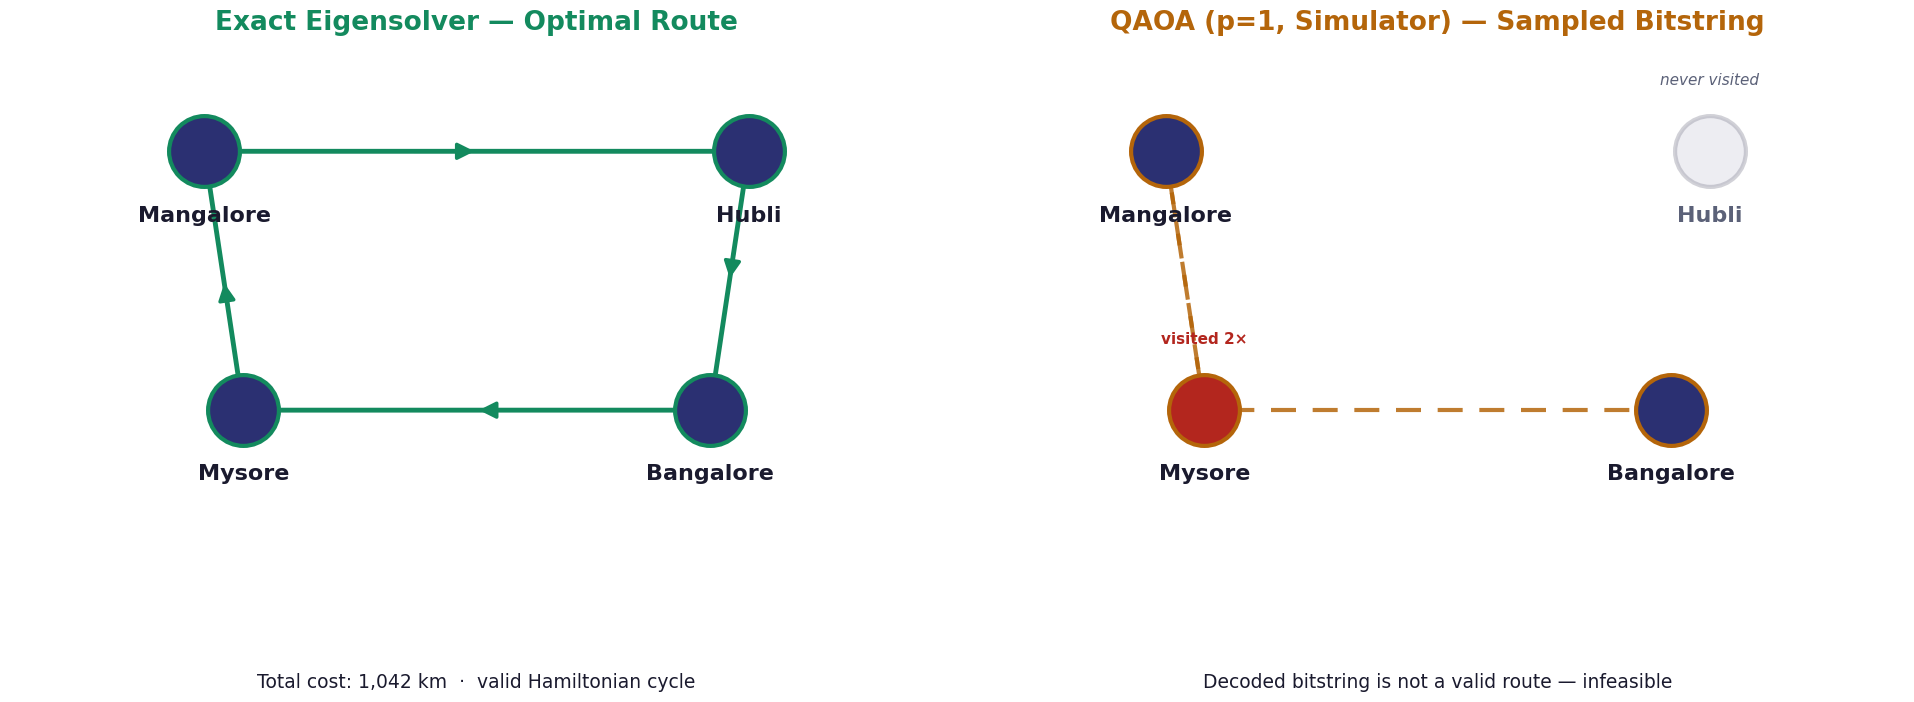 Exact Eigensolver — Optimal Route
Mangalore
Hubli
Mysore
Bangalore
Total cost: 1,042 km · valid Hamiltonian cycle
QAOA (p=1, Simulator) — Sampled Bitstring
never visited
Mangalore
Hubli
visited 2×
Mysore
Bangalore
Decoded bitstring is not a valid route — infeasible